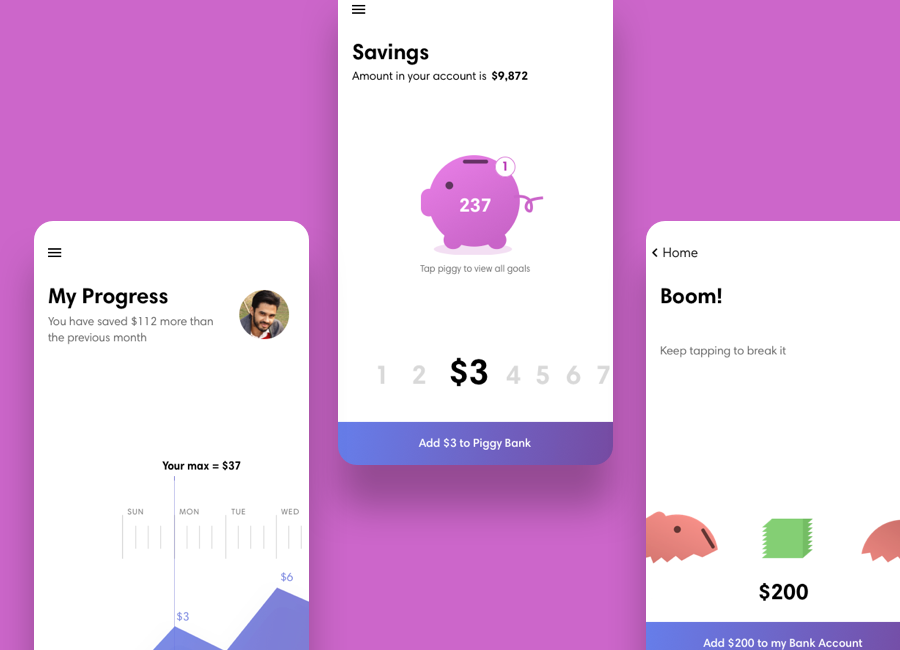 My Progress
You have saved $112 more than
the previous month
Your max = $37
SUN MON TUE WED
$6
$3
Savings
Amount in your account is $9,872
1
237
Tap piggy to view all goals
1 2 $3 4 5 6 7
Add $3 to Piggy Bank
Home
Boom!
Keep tapping to break it
$200
Add $200 to my Bank Account